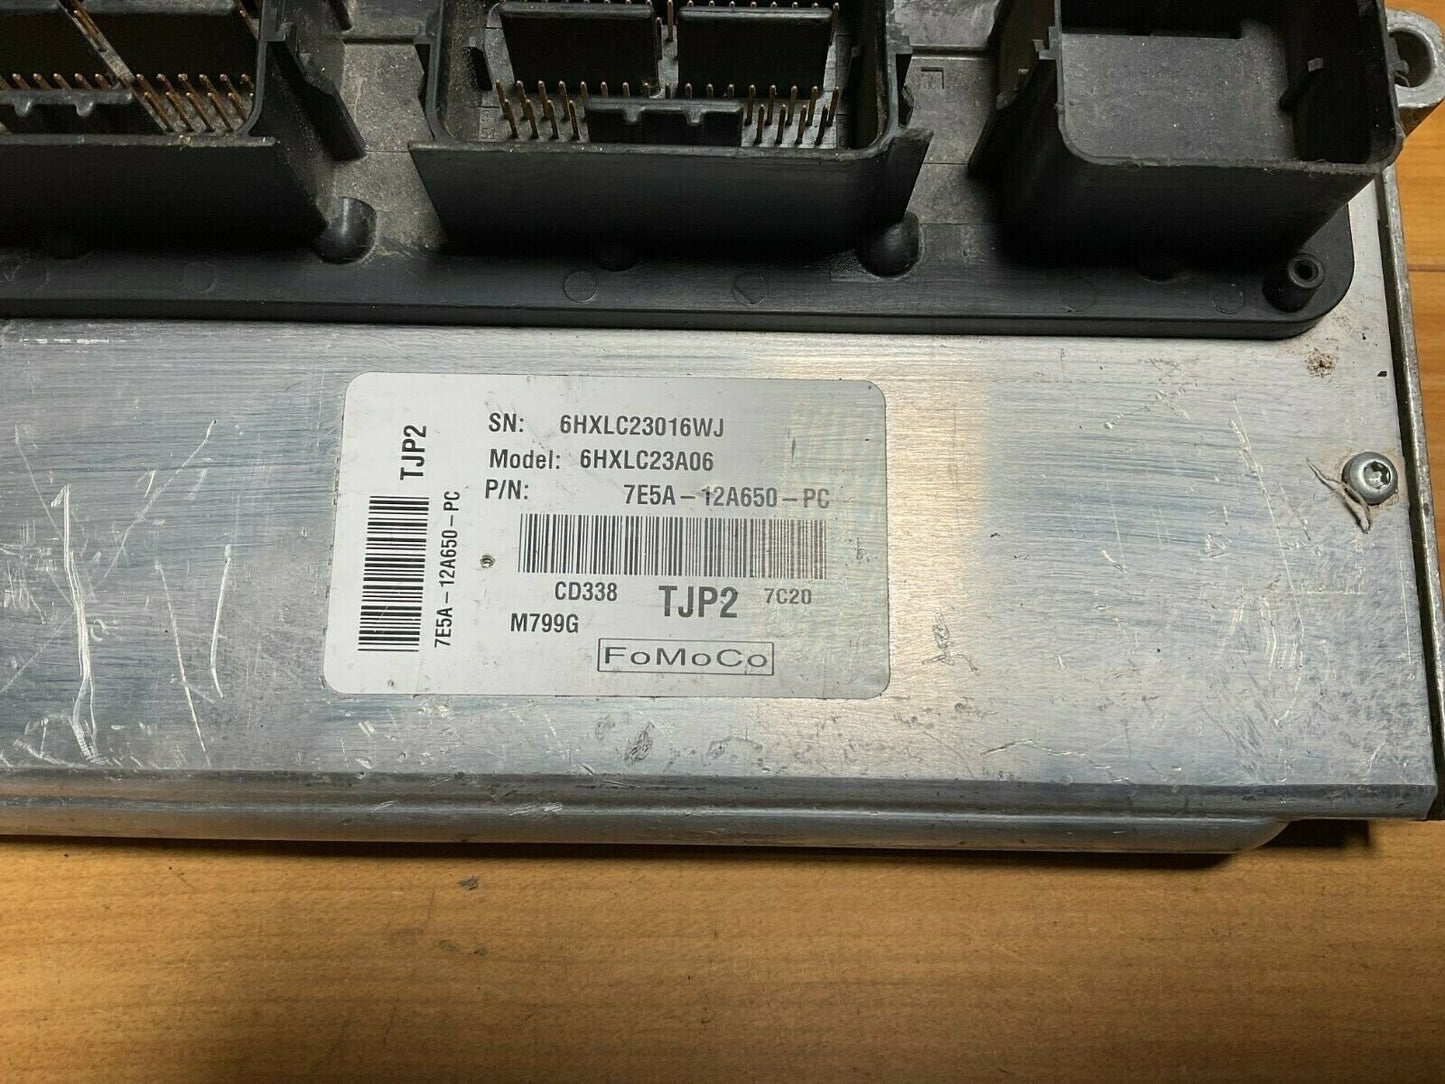 SN: 6HXLC23016WJ
Model: 6HXLC23A06
P/N: 7E5A-12A650-PC
TJP2
7E5A-12A650-PC
CD338 TJP2 7C20
M799G
FoMoCo